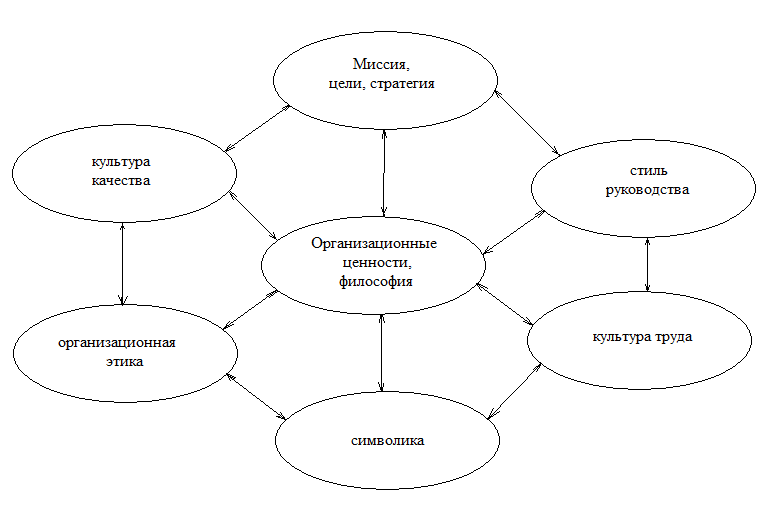 Миссия,
цели, стратегия
культура
качества
стиль
руководства
Организационные
ценности,
философия
организационная
этика
культура труда
символика